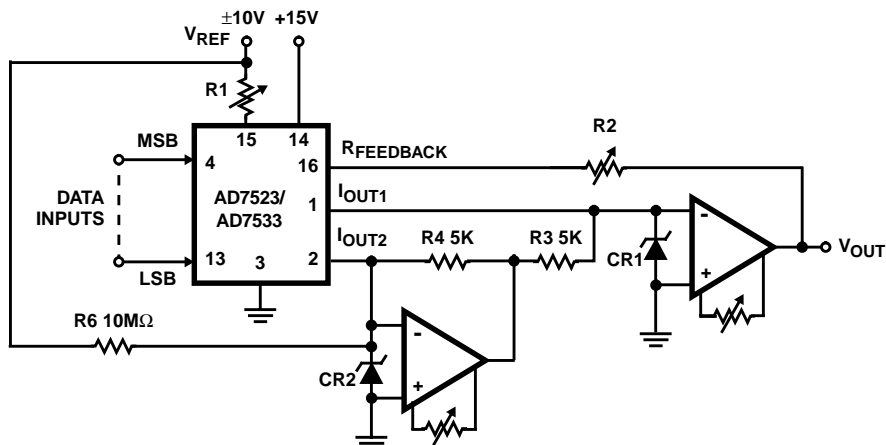 ±10V +15V
V_REF
R1
MSB
15 14
4
16
R_FEEDBACK
R2
DATA
INPUTS
AD7523/
AD7533
1
I_OUT1
I_OUT2
R4 5K
R3 5K
-
+
CR1
V_OUT
13
3
2
LSB
R6 10MΩ
-
+
CR2